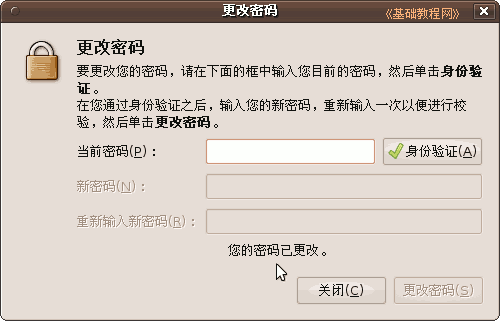 更改密码
《基础教程网》
更改密码
要更改您的密码，请在下面的框中输入您目前的密码，然后单击身份验
证。
在您通过身份验证之后，输入您的新密码，重新输入一次以便进行校
验，然后单击更改密码。
当前密码(P)：
身份验证(A)
新密码(N)：
重新输入新密码(R)：
您的密码已更改。
关闭(C)
更改密码(S)